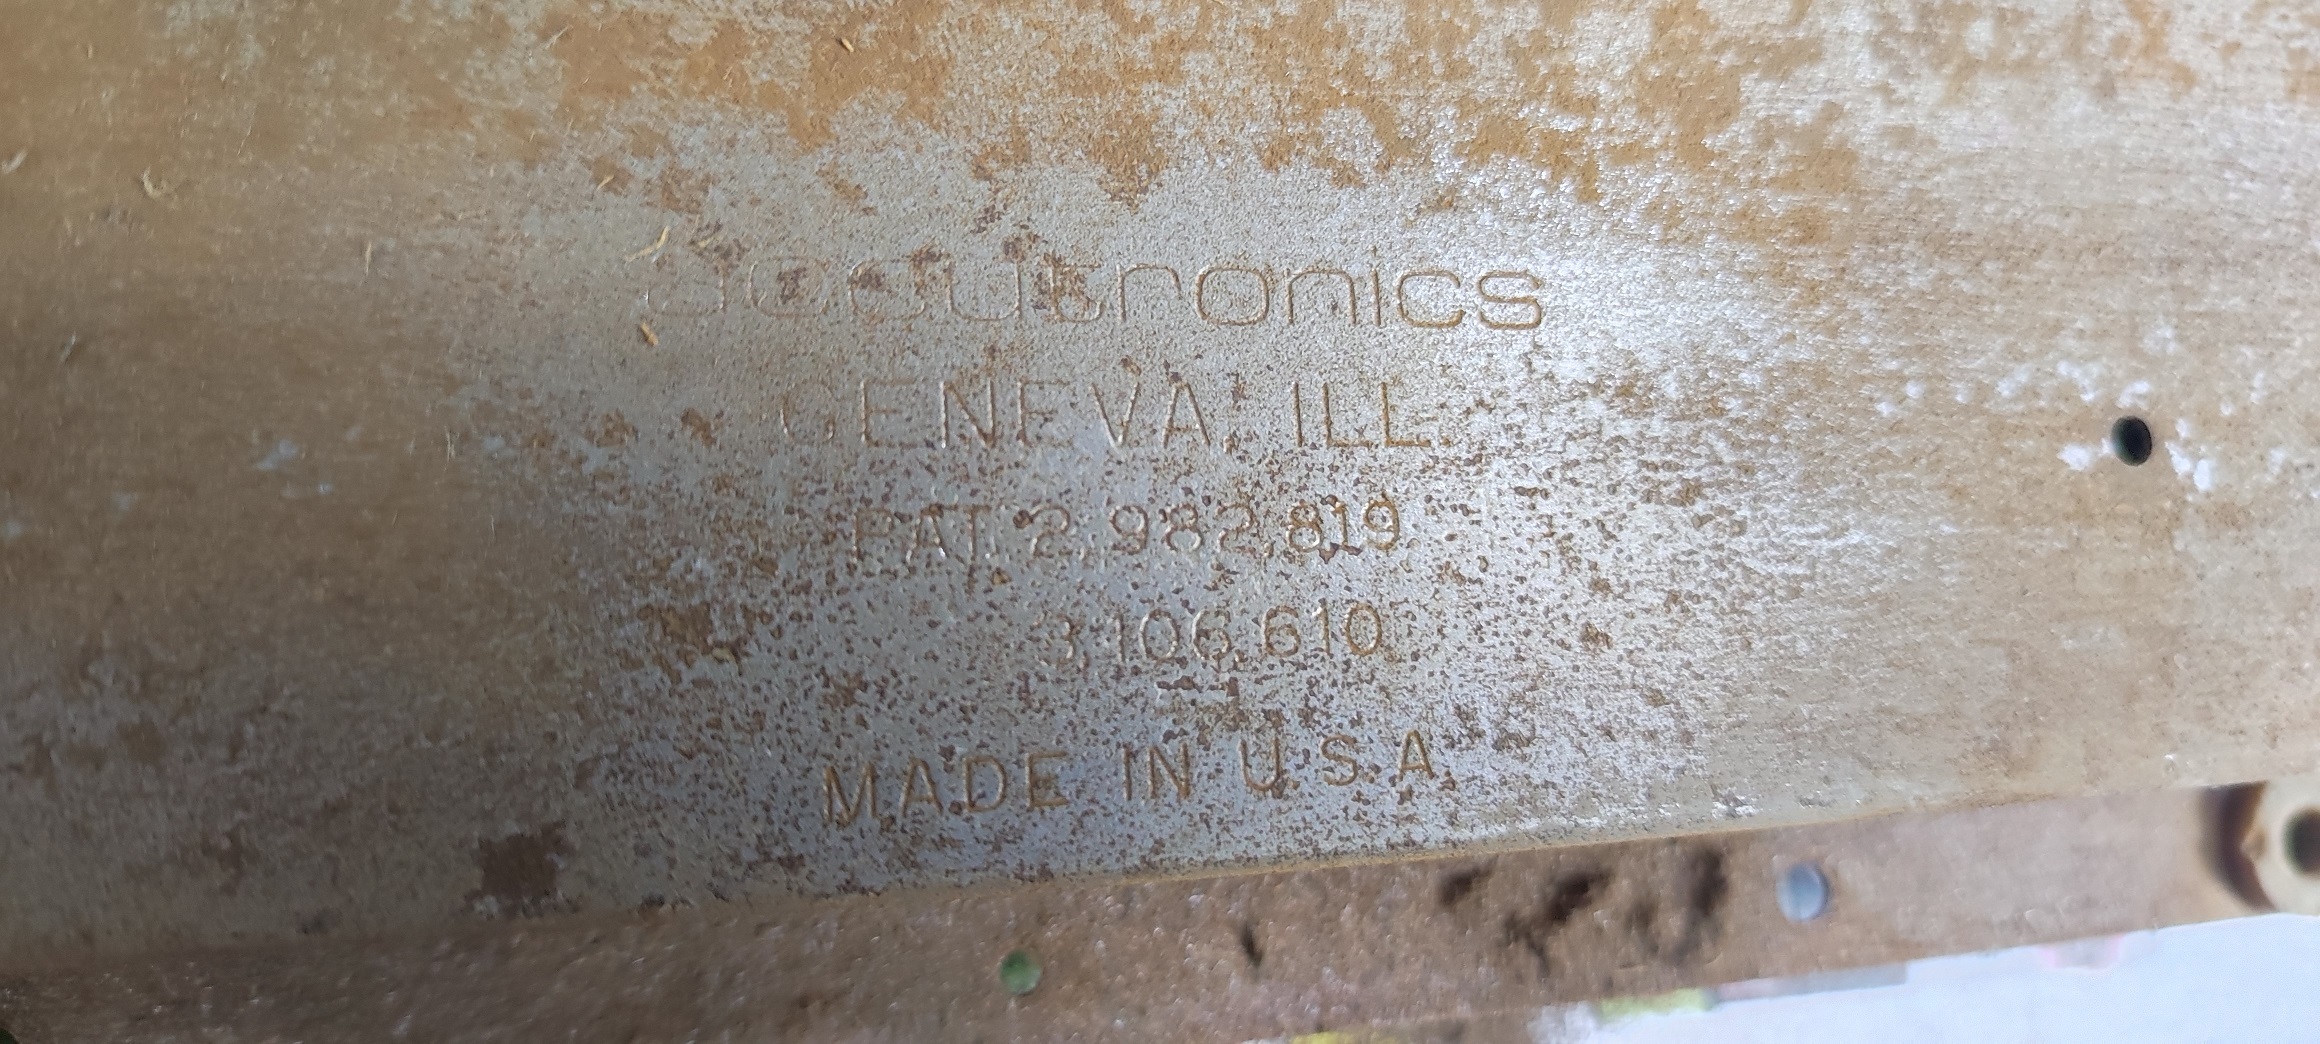 accutronics
GENEVA, ILL.
PAT. 2,982,819
3,106,610
MADE IN U.S.A.